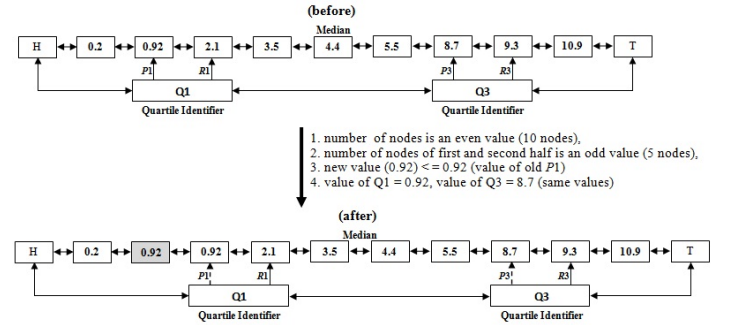 (before)
Median
H 0.2 0.92 2.1 3.5 4.4 5.5 8.7 9.3 10.9 T
P1 R1 P3 R3
Q1 Q3
Quartile Identifier Quartile Identifier
1. number of nodes is an even value (10 nodes),
2. number of nodes of first and second half is an odd value (5 nodes),
3. new value (0.92) <= 0.92 (value of old P1)
4. value of Q1 = 0.92, value of Q3 = 8.7 (same values)
(after)
Median
H 0.2 0.92 0.92 2.1 3.5 4.4 5.5 8.7 9.3 10.9 T
P1' R1 P3' R3
Q1 Q3
Quartile Identifier Quartile Identifier